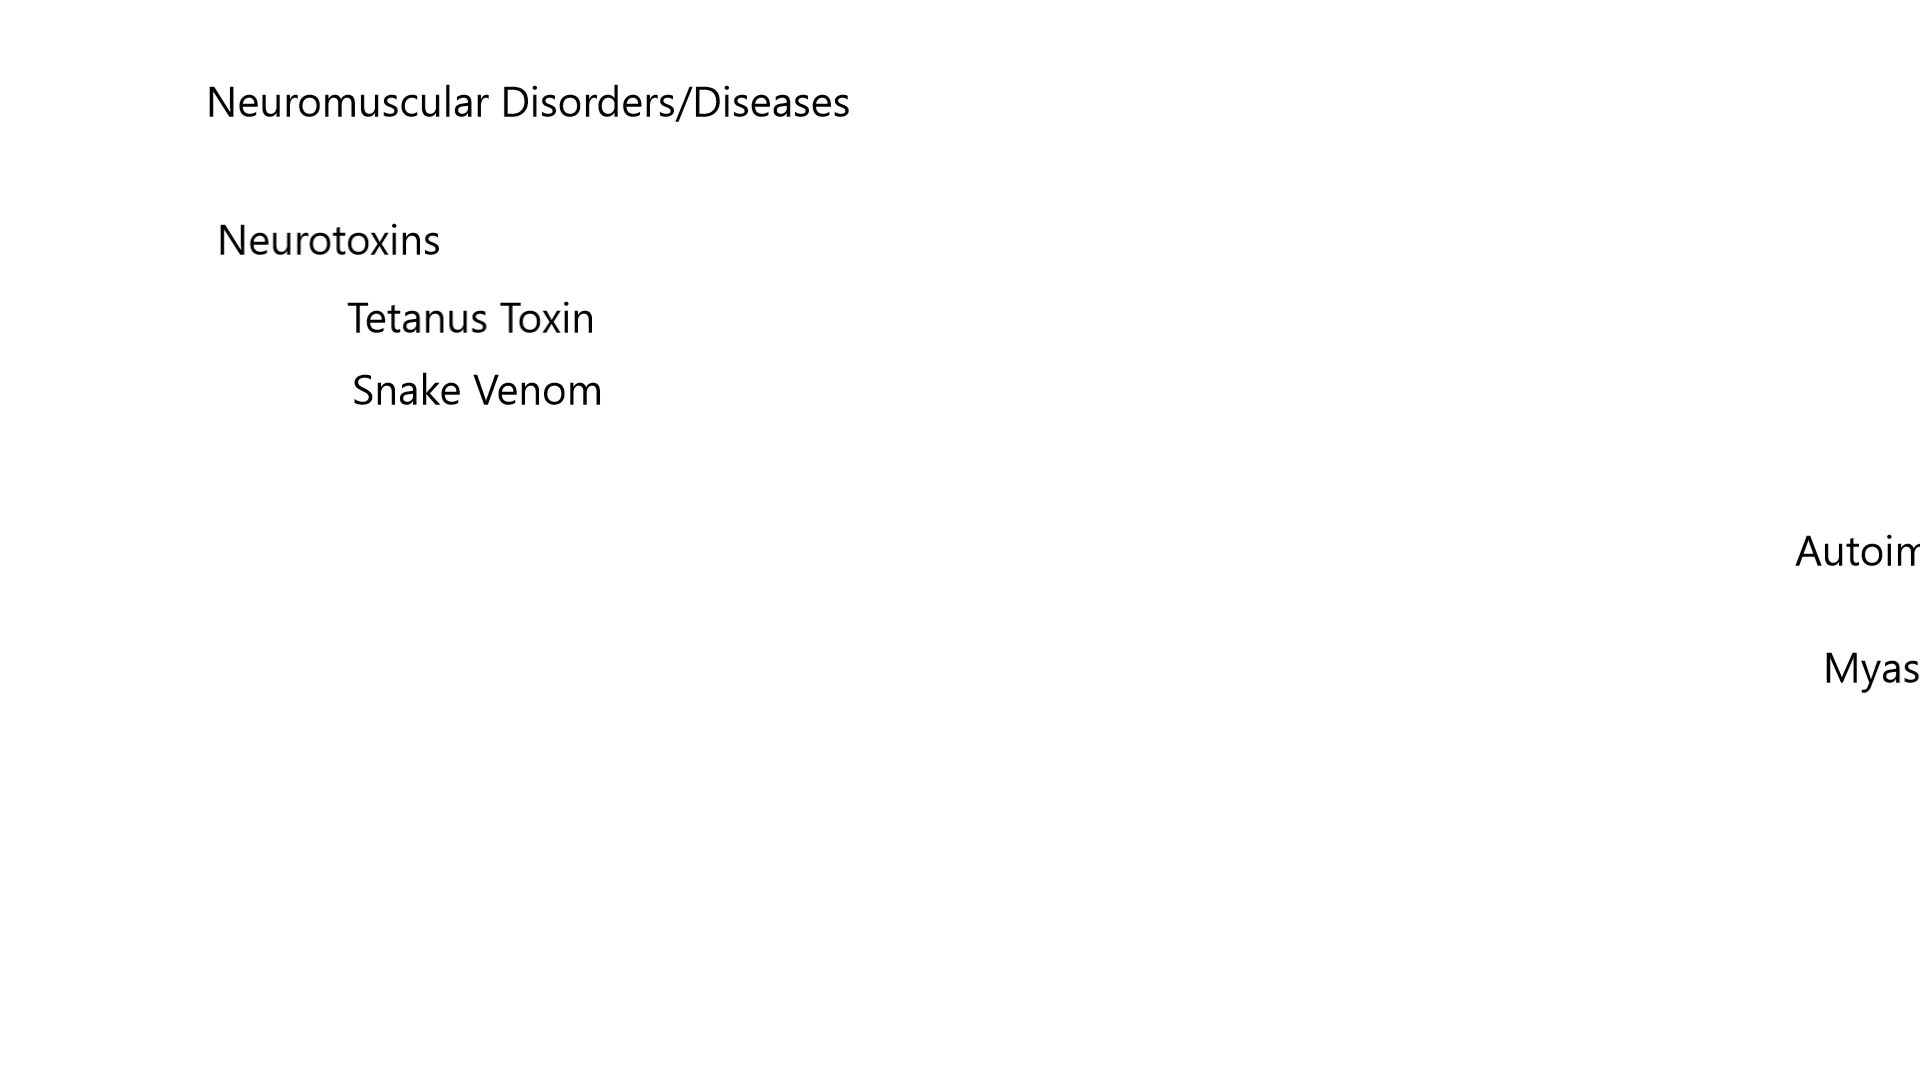 Neuromuscular Disorders/Diseases
Neurotoxins
Tetanus Toxin
Snake Venom
Autoim
Myas